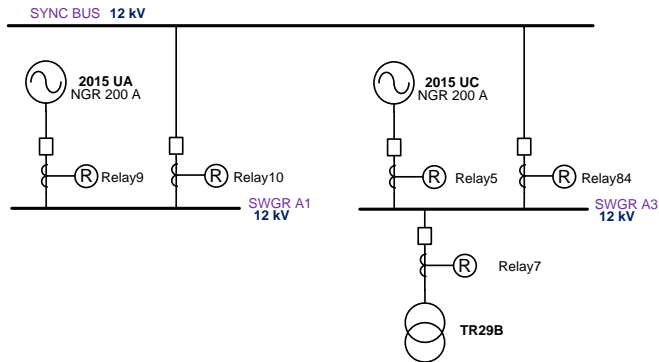 SYNC BUS 12 kV
2015 UA
NGR 200 A
2015 UC
NGR 200 A
R Relay9
R Relay10
R Relay5
R Relay84
SWGR A1
12 kV
SWGR A3
12 kV
R Relay7
TR29B